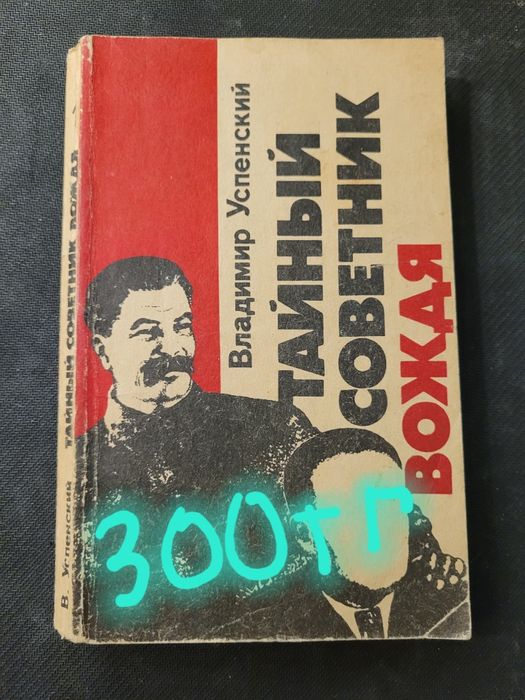 В. Успенский ТАЙНЫЙ СОВЕТНИК ВОЖДЯ
Владимир Успенский
ТАЙНЫЙ
СОВЕТНИК
ВОЖДЯ
300тг